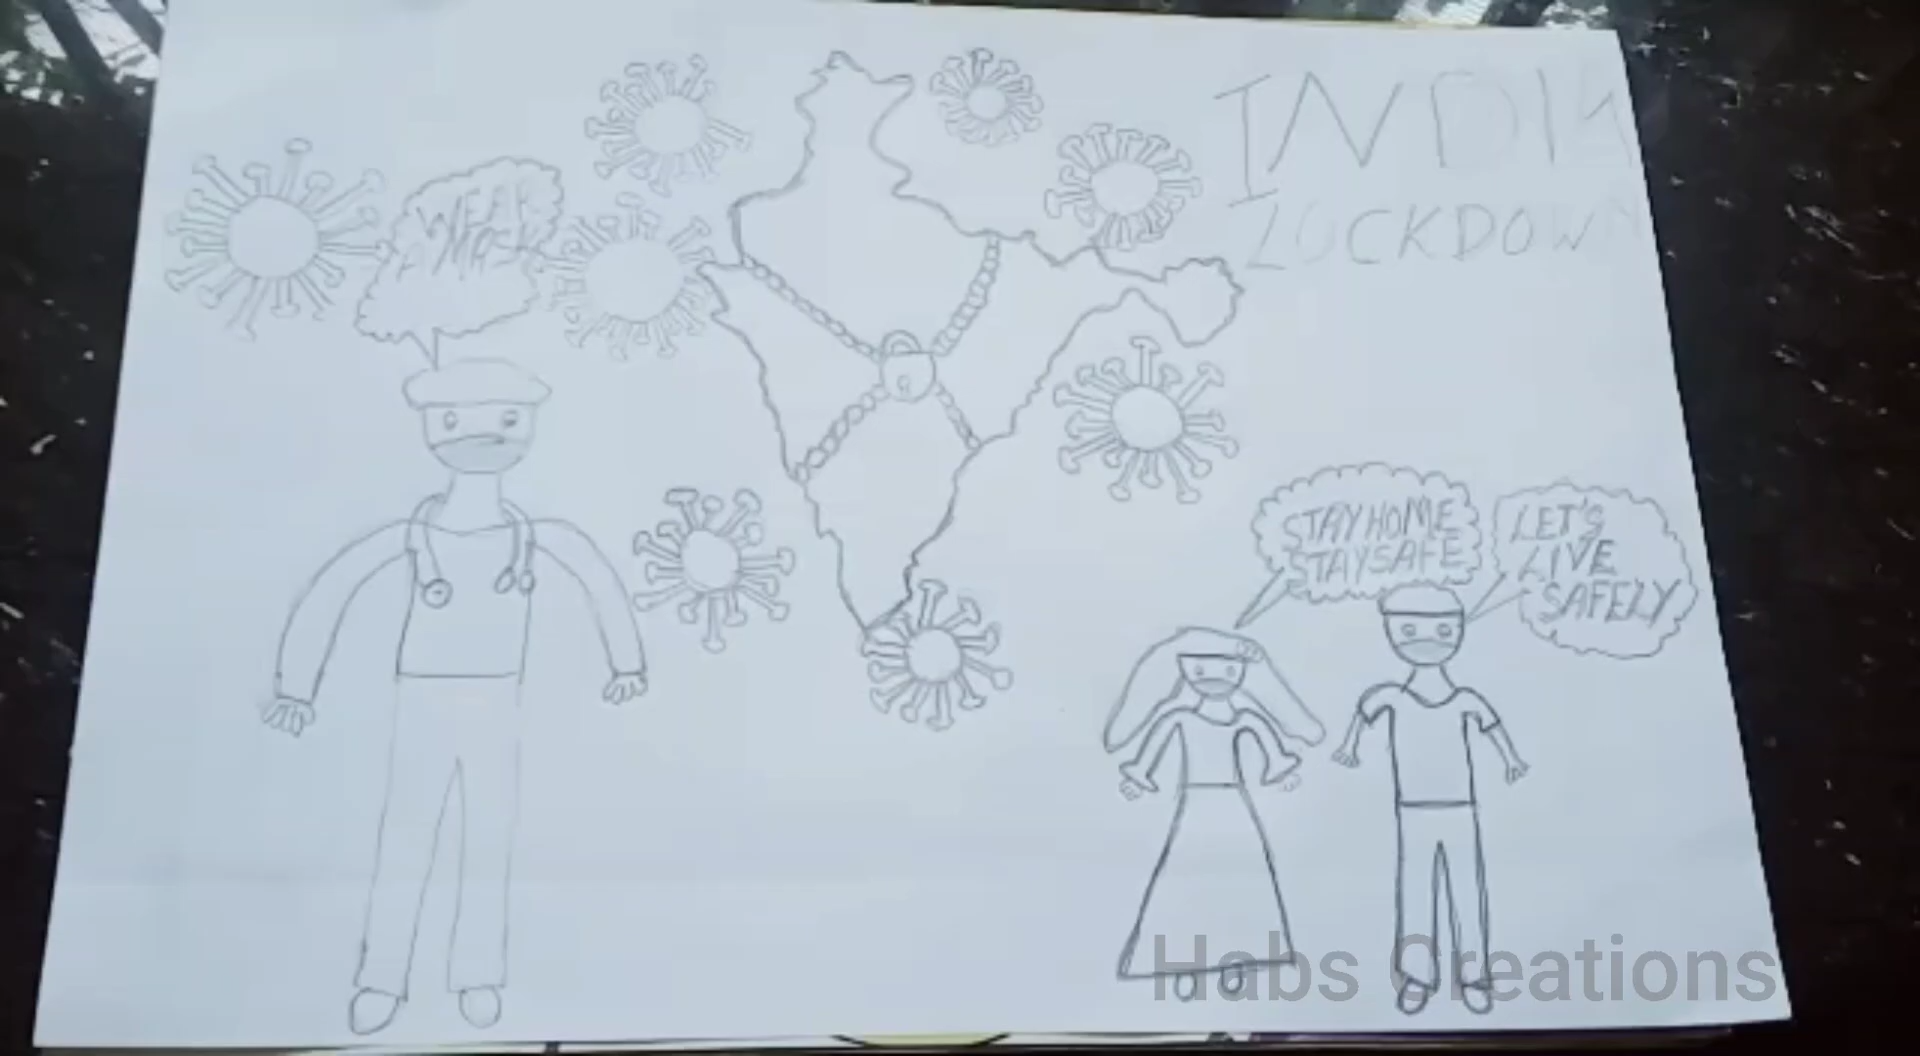 INDIA
LOCKDOWN
WEAR
A MASK
STAY HOME
STAY SAFE
LET'S
LIVE
SAFELY
Habs Creations